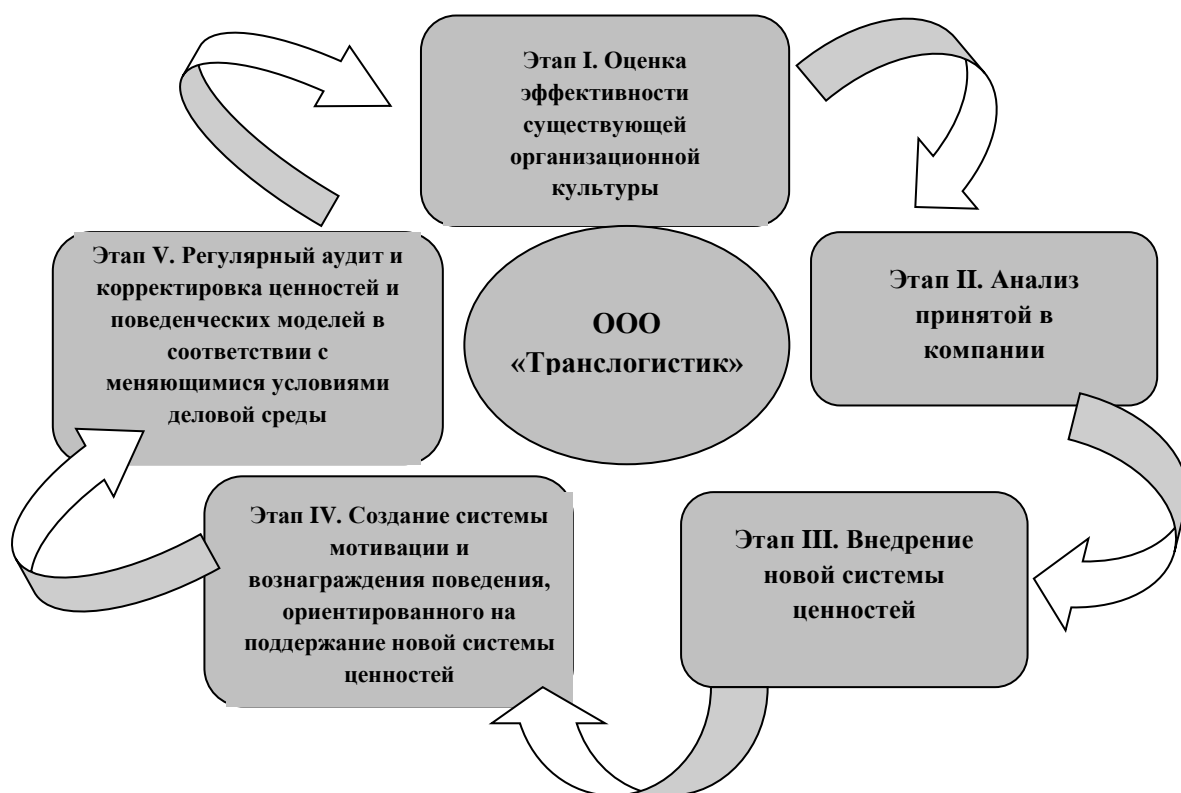 Этап I. Оценка
эффективности
существующей
организационной
культуры
Этап II. Анализ
принятой в
компании
Этап III. Внедрение
новой системы
ценностей
Этап IV. Создание системы
мотивации и
вознаграждения поведения,
ориентированного на
поддержание новой системы
ценностей
Этап V. Регулярный аудит и
корректировка ценностей и
поведенческих моделей в
соответствии с
меняющимися условиями
деловой среды
ООО
«Транслогистик»